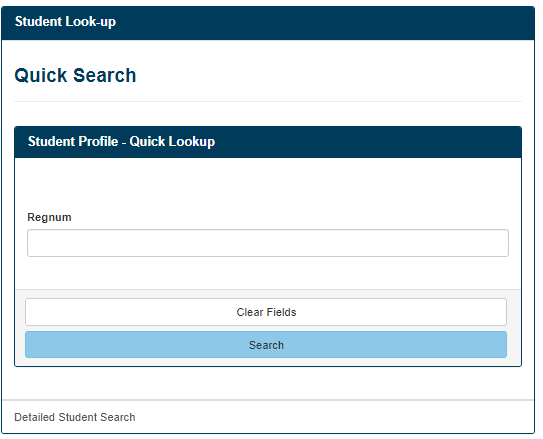 Student Look-up
Quick Search
Student Profile - Quick Lookup
Regnum
Clear Fields
Search
Detailed Student Search